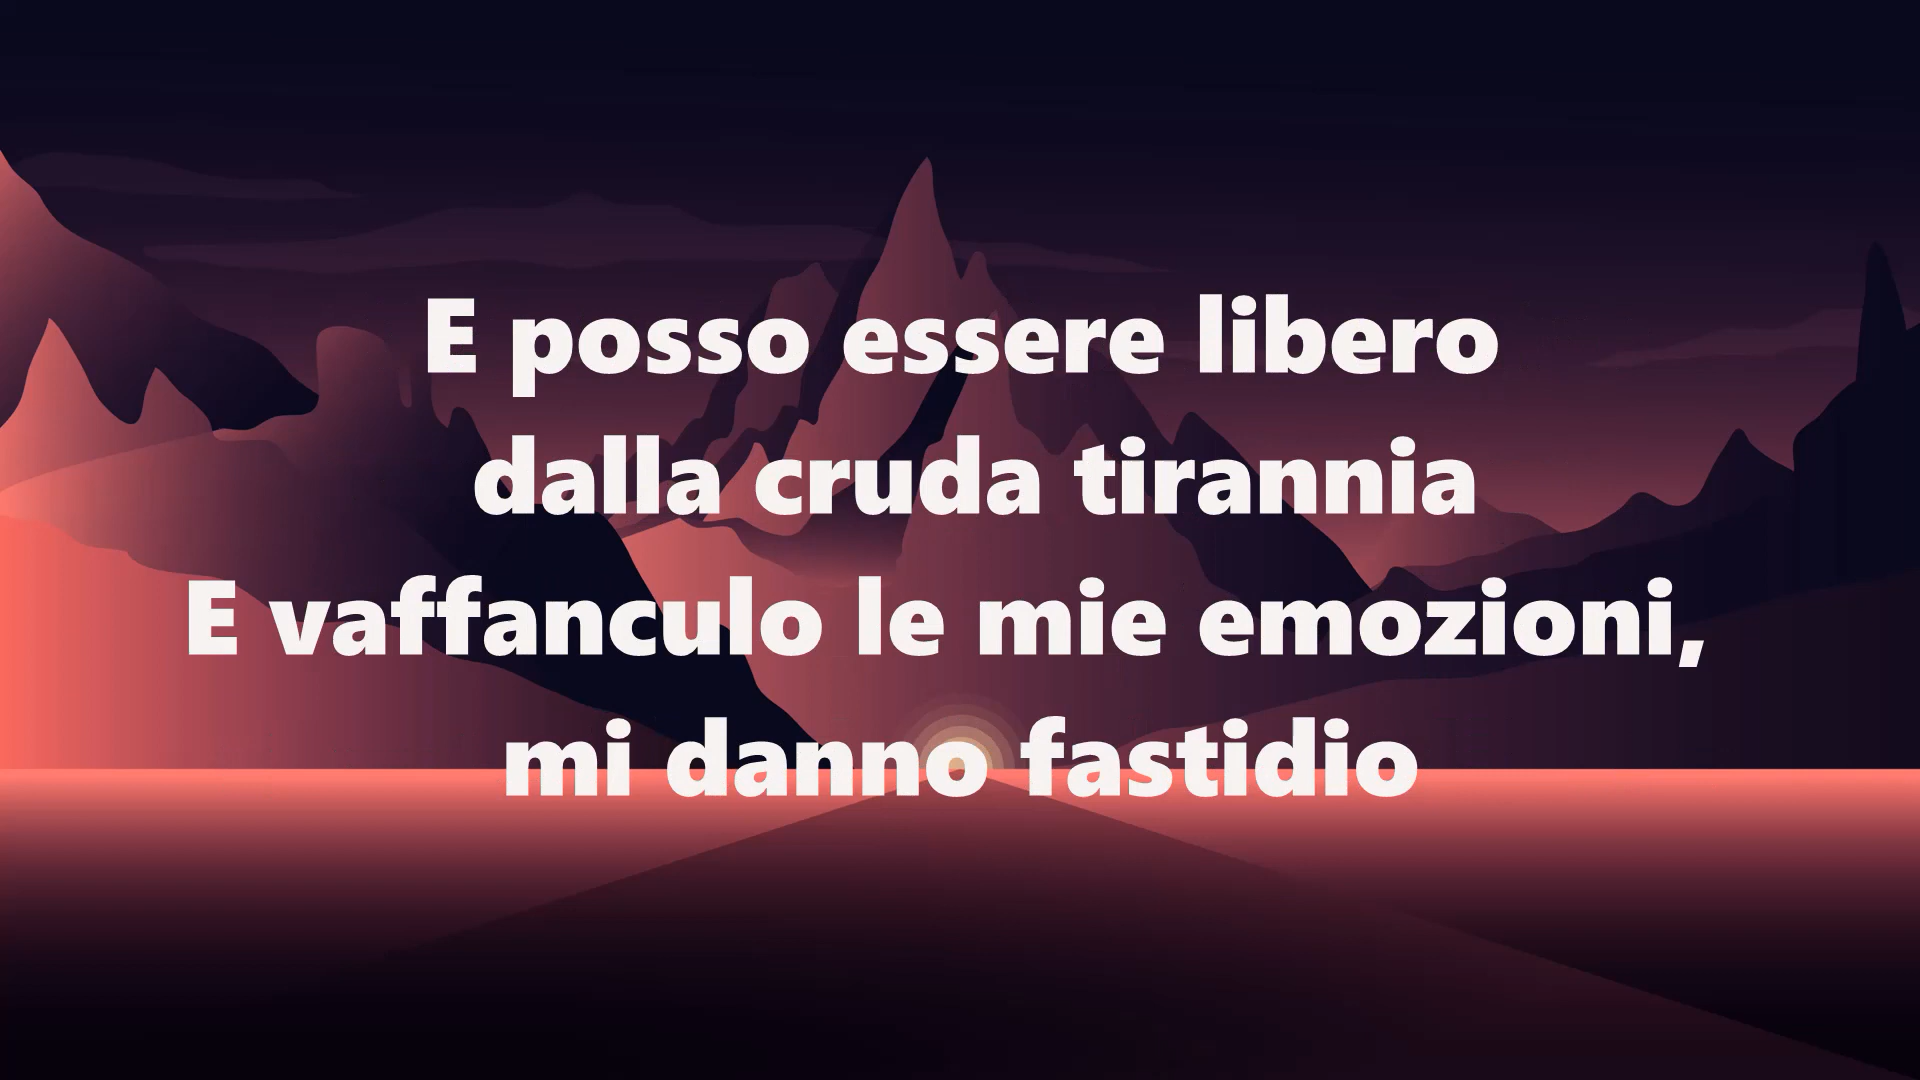 E posso essere libero
dalla cruda tirannia
E vaffanculo le mie emozioni,
mi danno fastidio